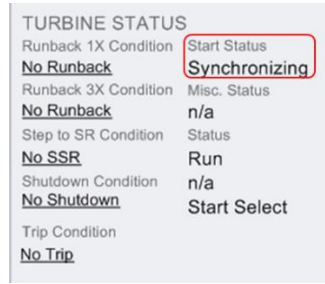 TURBINE STATUS
Runback 1X Condition Start Status
No Runback Synchronizing
Runback 3X Condition Misc. Status
No Runback n/a
Step to SR Condition Status
No SSR Run
Shutdown Condition n/a
No Shutdown Start Select
Trip Condition
No Trip